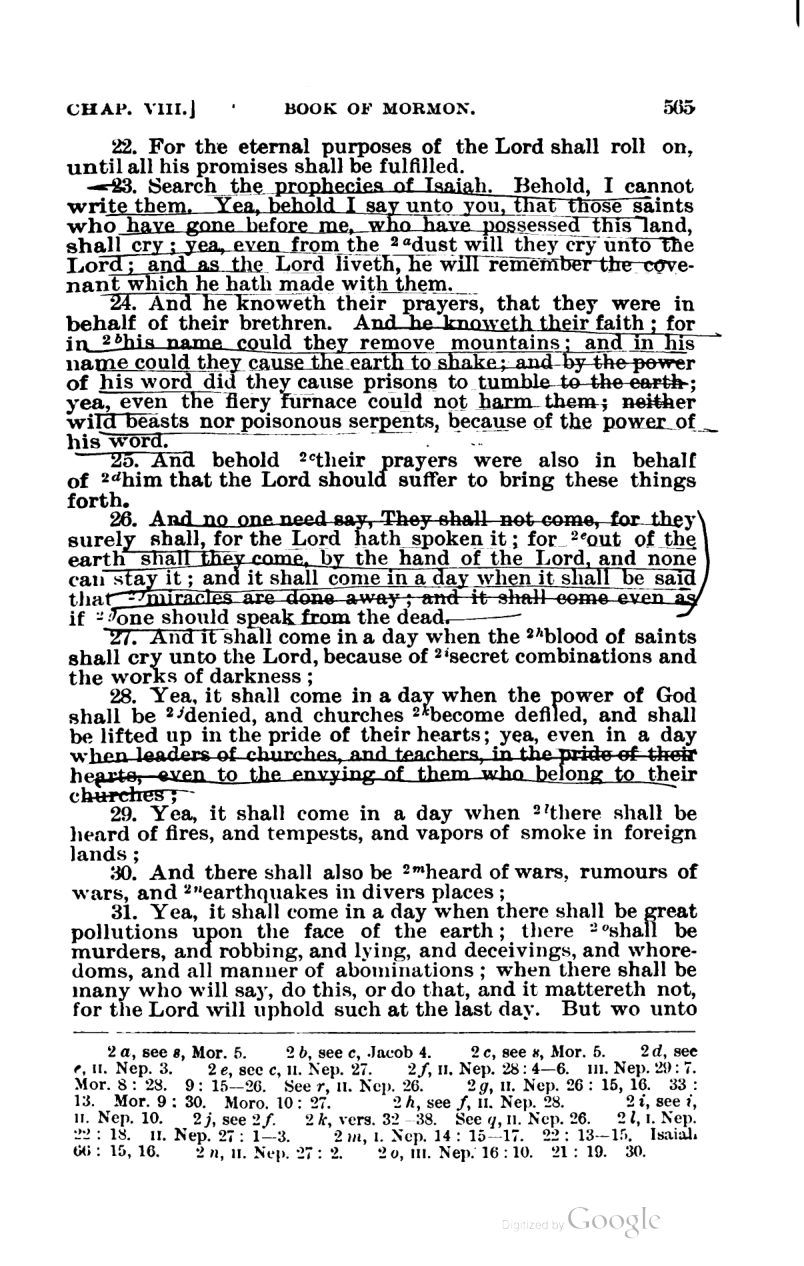 CHAP. VIII.] BOOK OF MORMON. 565
22. For the eternal purposes of the Lord shall roll on,
until all his promises shall be fulfilled.
23. Search the prophecies of Isaiah. Behold, I cannot
write them. Yea, behold I say unto you, that those saints
who have gone before me, who have possessed this land,
shall cry; yea, even from the 2a dust will they cry unto the
Lord; and as the Lord liveth, he will remember the cove-
nant which he hath made with them.
24. And he knoweth their prayers, that they were in
behalf of their brethren. And he knoweth their faith; for
in 2b his name could they remove mountains; and in his
name could they cause the earth to shake; and by the power
of his word did they cause prisons to tumble to the earth;
yea, even the fiery furnace could not harm them; neither
wild beasts nor poisonous serpents, because of the power of
his word.
25. And behold 2c their prayers were also in behalf
of 2d him that the Lord should suffer to bring these things
forth.
26. And no one need say, They shall not come, for they
surely shall, for the Lord hath spoken it; for 2e out of the
earth shall they come, by the hand of the Lord, and none
can stay it; and it shall come in a day when it shall be said
that 2f miracles are done away; and it shall come even as
if 2g one should speak from the dead.
27. And it shall come in a day when the 2h blood of saints
shall cry unto the Lord, because of 2i secret combinations and
the works of darkness;
28. Yea, it shall come in a day when the power of God
shall be 2j denied, and churches 2k become defiled, and shall
be lifted up in the pride of their hearts; yea, even in a day
when leaders of churches, and teachers, in the pride of their
hearts, even to the envying of them who belong to their
churches;
29. Yea, it shall come in a day when 2l there shall be
heard of fires, and tempests, and vapors of smoke in foreign
lands;
30. And there shall also be 2m heard of wars, rumours of
wars, and 2n earthquakes in divers places;
31. Yea, it shall come in a day when there shall be great
pollutions upon the face of the earth; there 2o shall be
murders, and robbing, and lying, and deceivings, and whore-
doms, and all manner of abominations; when there shall be
many who will say, do this, or do that, and it mattereth not,
for the Lord will uphold such at the last day. But wo unto
2 a, see s, Mor. 5. 2 b, see c, Jacob 4. 2 c, see s, Mor. 5. 2 d, see
e, II. Nep. 3. 2 e, see c, II. Nep. 27. 2 f, II. Nep. 28: 4—6. III. Nep. 29: 7.
Mor. 8: 28. 9: 15—26. See r, II. Nep. 26. 2 g, II. Nep. 26: 15, 16. 33:
13. Mor. 9: 30. Moro. 10: 27. 2 h, see f, II. Nep. 28. 2 i, see i,
II. Nep. 10. 2 j, see 2 f. 2 k, vers. 32—38. See q, II. Nep. 26. 2 l, I. Nep.
22: 18. II. Nep. 27: 1—3. 2 m, I. Nep. 14: 15—17. 22: 13—15. Isaiah
66: 15, 16. 2 n, II. Nep. 27: 2. 2 o, III. Nep. 16: 10. 21: 19. 30.
Digitized by Google